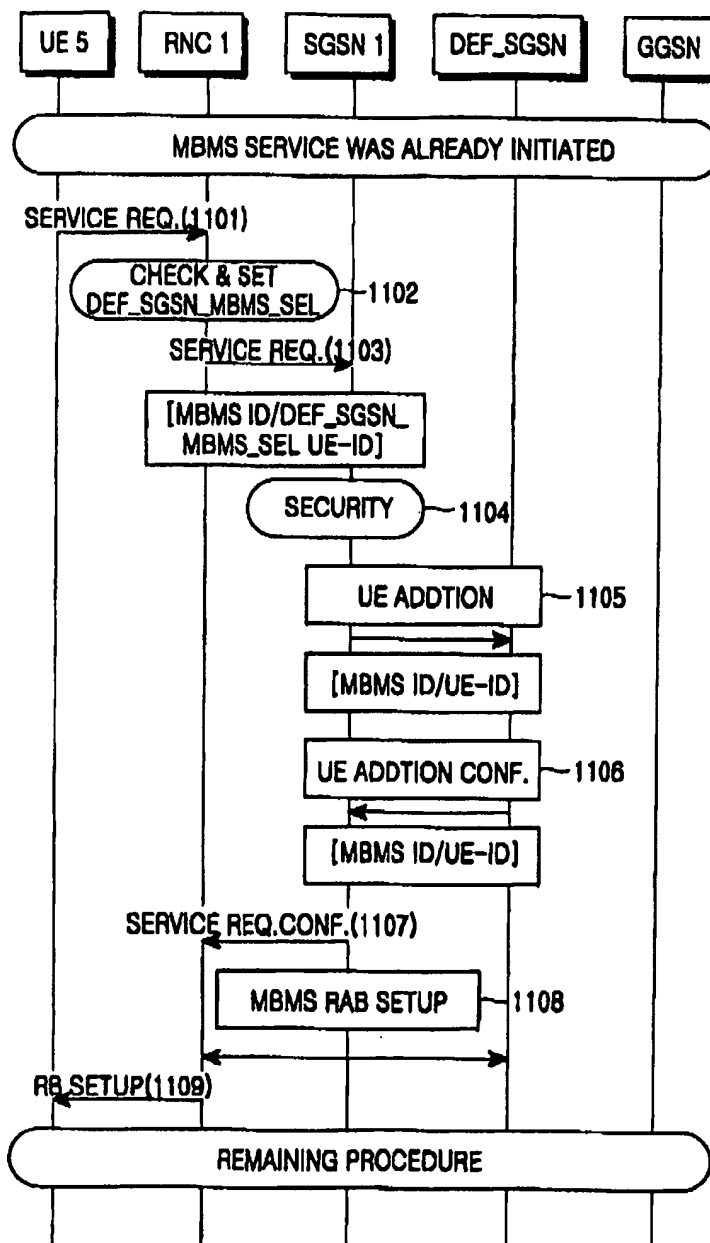 UE 5
RNC 1
SGSN 1
DEF_SGSN
GGSN
MBMS SERVICE WAS ALREADY INITIATED
SERVICE REQ.(1101)
CHECK & SET
DEF_SGSN_MBMS_SEL
1102
SERVICE REQ.(1103)
[MBMS ID/DEF_SGSN_
MBMS_SEL UE-ID]
SECURITY
1104
UE ADDTION
1105
[MBMS ID/UE-ID]
UE ADDTION CONF.
1106
[MBMS ID/UE-ID]
SERVICE REQ.CONF.(1107)
MBMS RAB SETUP
1108
RB SETUP(1109)
REMAINING PROCEDURE